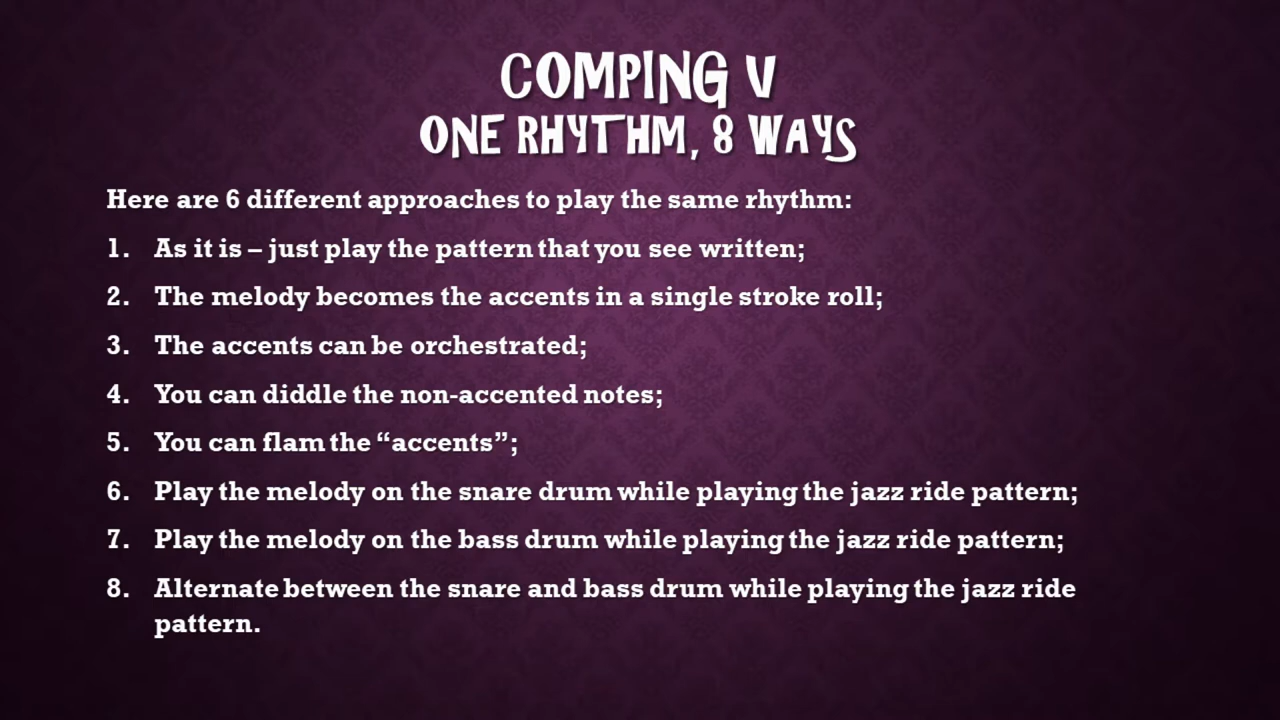 COMPING V
ONE RHYTHM, 8 WAYS
Here are 6 different approaches to play the same rhythm:
1. As it is – just play the pattern that you see written;
2. The melody becomes the accents in a single stroke roll;
3. The accents can be orchestrated;
4. You can diddle the non-accented notes;
5. You can flam the “accents”;
6. Play the melody on the snare drum while playing the jazz ride pattern;
7. Play the melody on the bass drum while playing the jazz ride pattern;
8. Alternate between the snare and bass drum while playing the jazz ride
pattern.